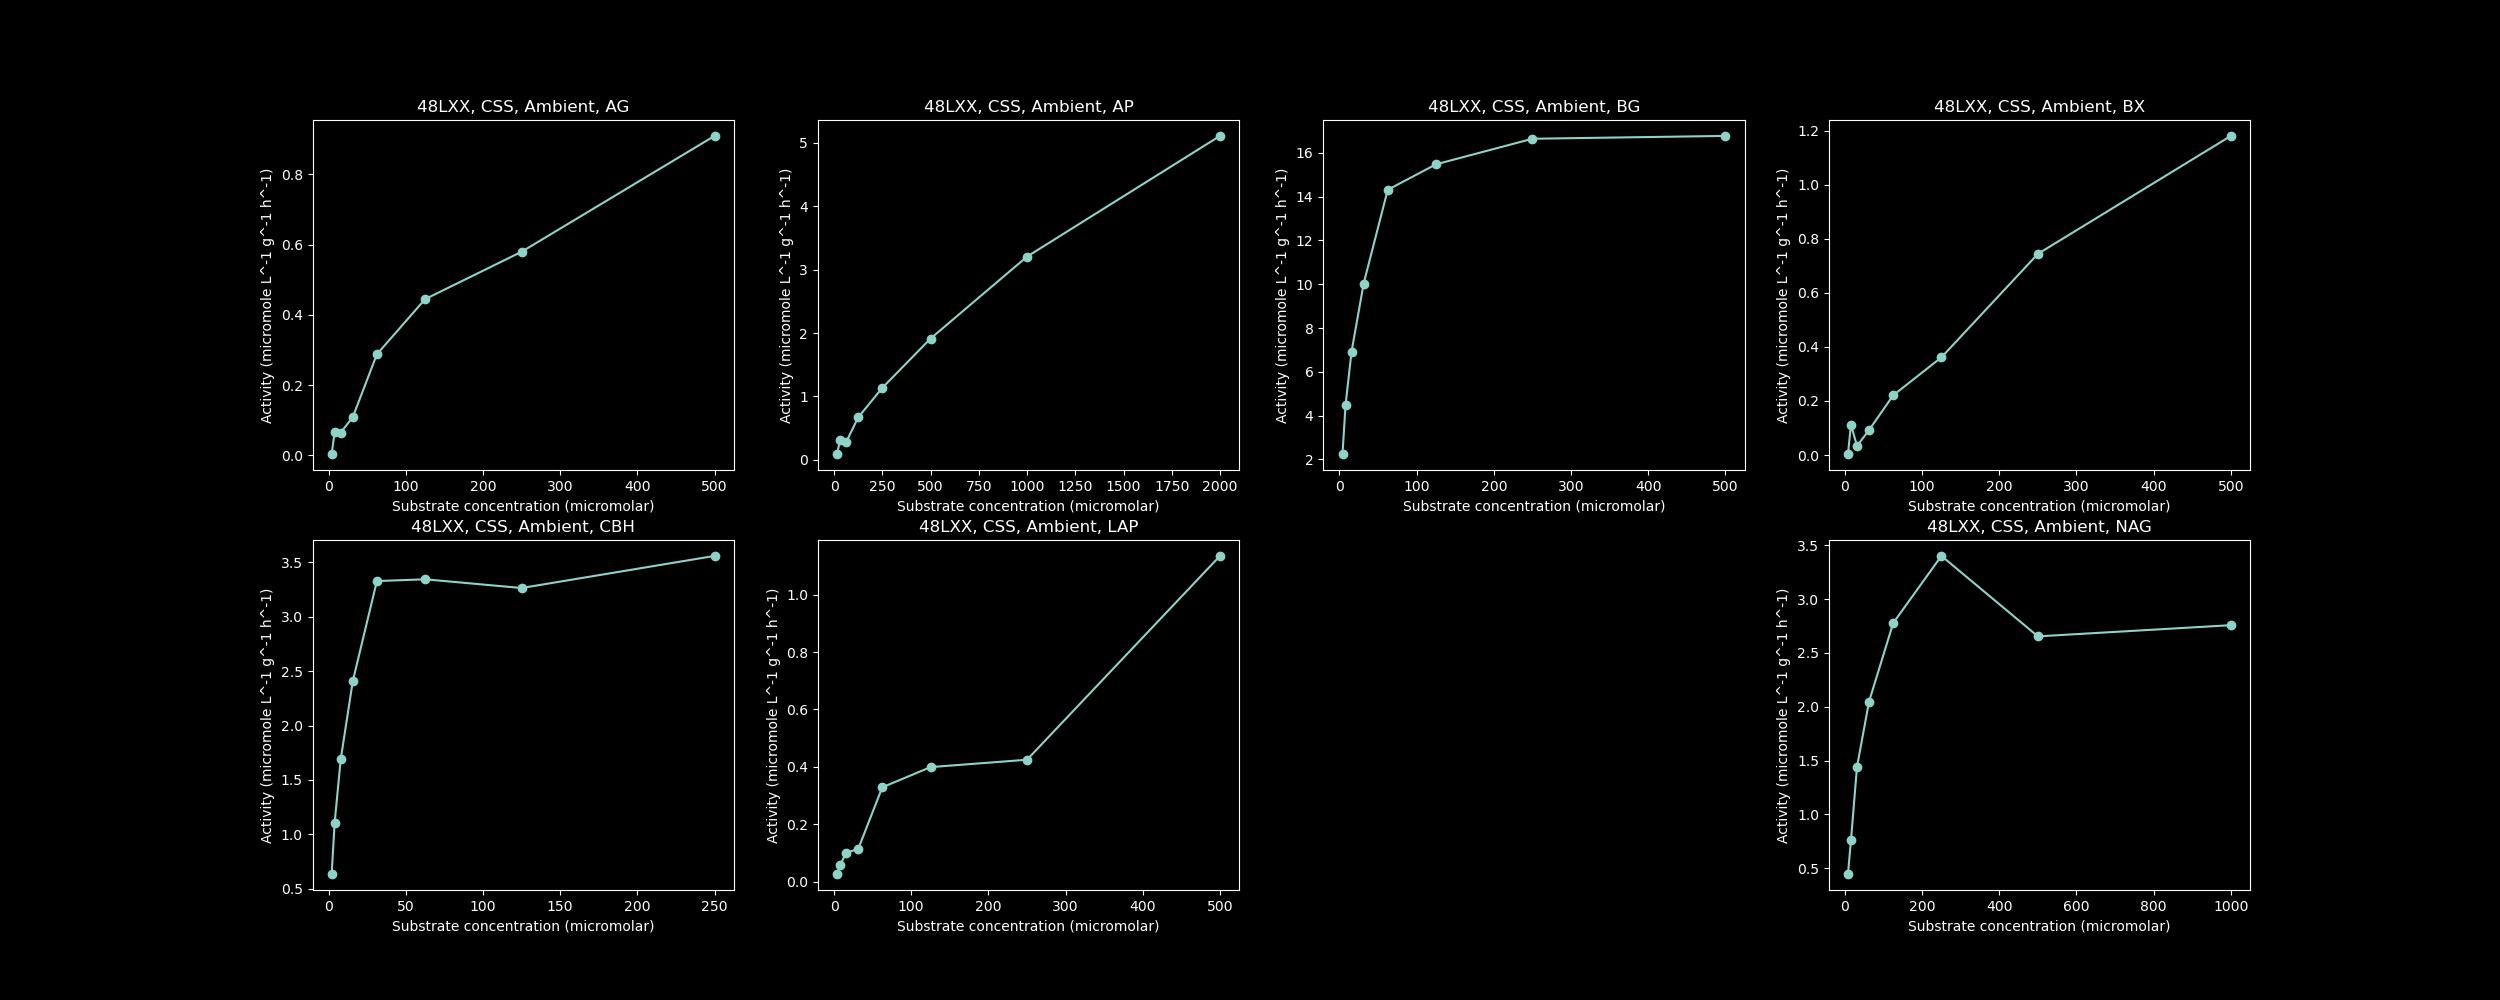 48LXX, CSS, Ambient, AG
Activity (micromole L^-1 g^-1 h^-1)
0.8
0.6
0.4
0.2
0.0
0 100 200 300 400 500
Substrate concentration (micromolar)
48LXX, CSS, Ambient, AP
Activity (micromole L^-1 g^-1 h^-1)
5
4
3
2
1
0
0 250 500 750 1000 1250 1500 1750 2000
Substrate concentration (micromolar)
48LXX, CSS, Ambient, BG
Activity (micromole L^-1 g^-1 h^-1)
16
14
12
10
8
6
4
2
0 100 200 300 400 500
Substrate concentration (micromolar)
48LXX, CSS, Ambient, BX
Activity (micromole L^-1 g^-1 h^-1)
1.2
1.0
0.8
0.6
0.4
0.2
0.0
0 100 200 300 400 500
Substrate concentration (micromolar)
48LXX, CSS, Ambient, CBH
Activity (micromole L^-1 g^-1 h^-1)
3.5
3.0
2.5
2.0
1.5
1.0
0.5
0 50 100 150 200 250
Substrate concentration (micromolar)
48LXX, CSS, Ambient, LAP
Activity (micromole L^-1 g^-1 h^-1)
1.0
0.8
0.6
0.4
0.2
0.0
0 100 200 300 400 500
Substrate concentration (micromolar)
48LXX, CSS, Ambient, NAG
Activity (micromole L^-1 g^-1 h^-1)
3.5
3.0
2.5
2.0
1.5
1.0
0.5
0 200 400 600 800 1000
Substrate concentration (micromolar)